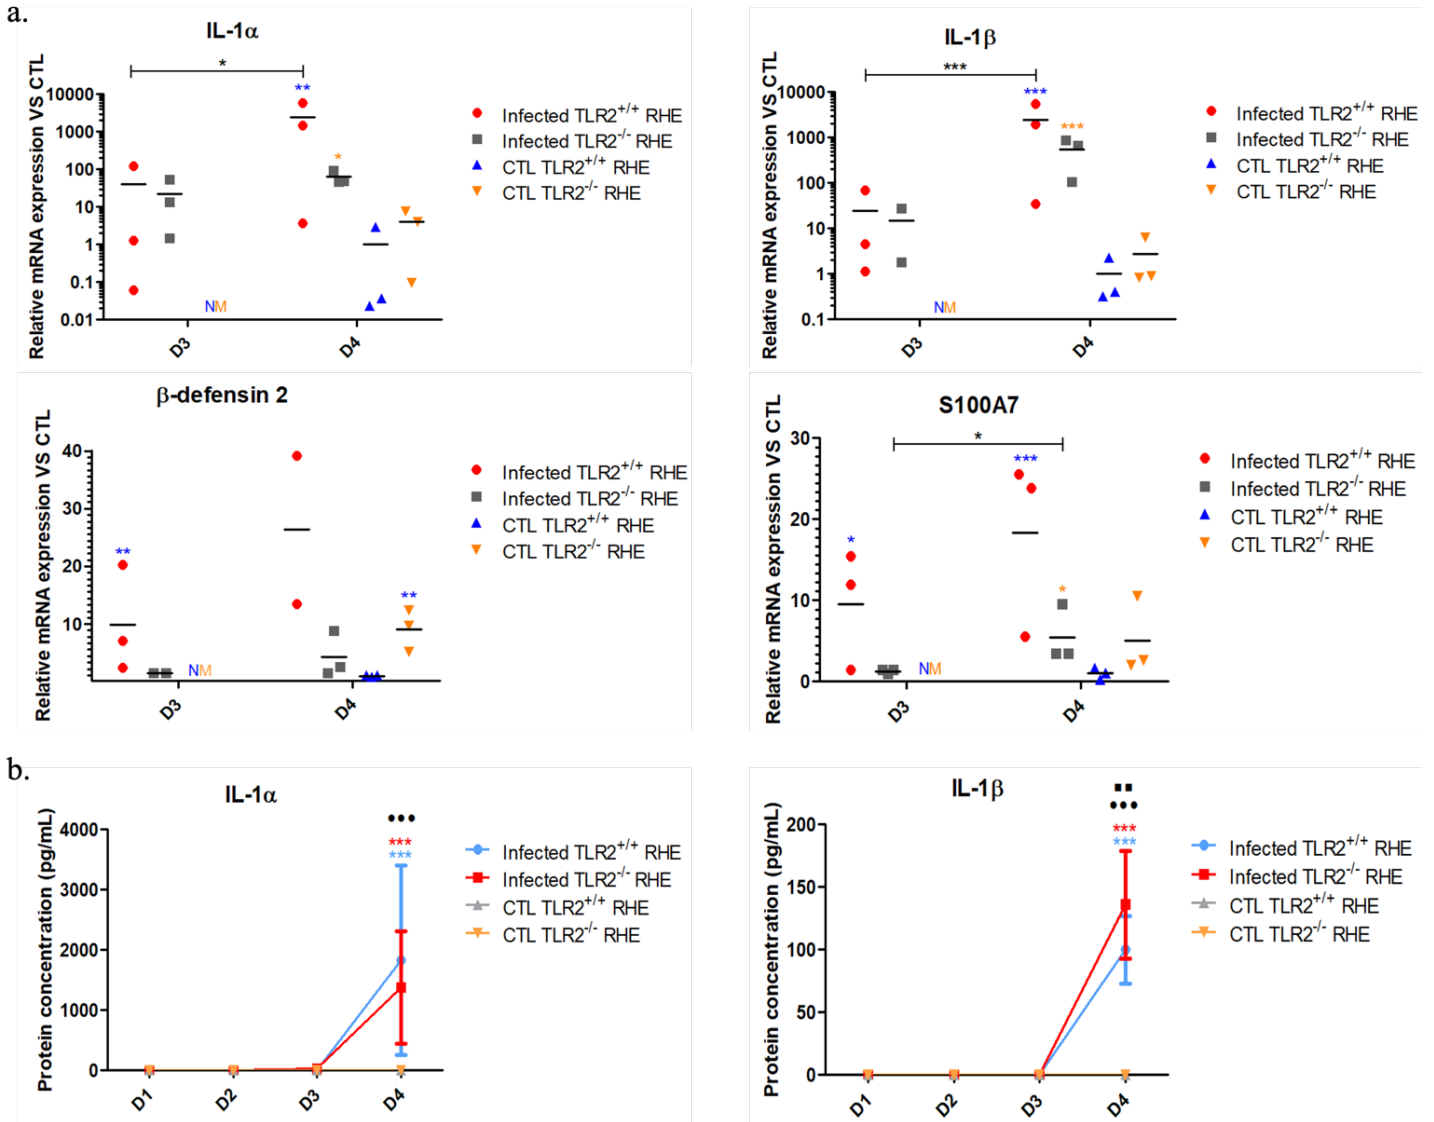 a.
IL-1α
Relative mRNA expression VS CTL
*
**
*
10000
1000
100
10
1
0.1
0.01
NM
D3
D4
Infected TLR2+/+ RHE
Infected TLR2-/- RHE
CTL TLR2+/+ RHE
CTL TLR2-/- RHE
IL-1β
Relative mRNA expression VS CTL
***
***
***
10000
1000
100
10
1
0.1
NM
D3
D4
Infected TLR2+/+ RHE
Infected TLR2-/- RHE
CTL TLR2+/+ RHE
CTL TLR2-/- RHE
β-defensin 2
Relative mRNA expression VS CTL
40
30
20
10
**
**
NM
D3
D4
Infected TLR2+/+ RHE
Infected TLR2-/- RHE
CTL TLR2+/+ RHE
CTL TLR2-/- RHE
S100A7
Relative mRNA expression VS CTL
*
***
*
*
30
20
10
0
NM
D3
D4
Infected TLR2+/+ RHE
Infected TLR2-/- RHE
CTL TLR2+/+ RHE
CTL TLR2-/- RHE
b.
IL-1α
Protein concentration (pg/mL)
•••
***
***
4000
3000
2000
1000
0
D1
D2
D3
D4
Infected TLR2+/+ RHE
Infected TLR2-/- RHE
CTL TLR2+/+ RHE
CTL TLR2-/- RHE
IL-1β
Protein concentration (pg/mL)
▪▪
•••
***
***
200
150
100
50
0
D1
D2
D3
D4
Infected TLR2+/+ RHE
Infected TLR2-/- RHE
CTL TLR2+/+ RHE
CTL TLR2-/- RHE